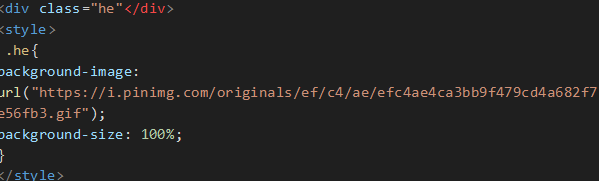 <div class="he"</div>
<style>
.he{
background-image:
url("https://i.pinimg.com/originals/ef/c4/ae/efc4ae4ca3bb9f479cd4a682f7
e56fb3.gif");
background-size: 100%;
}
</style>